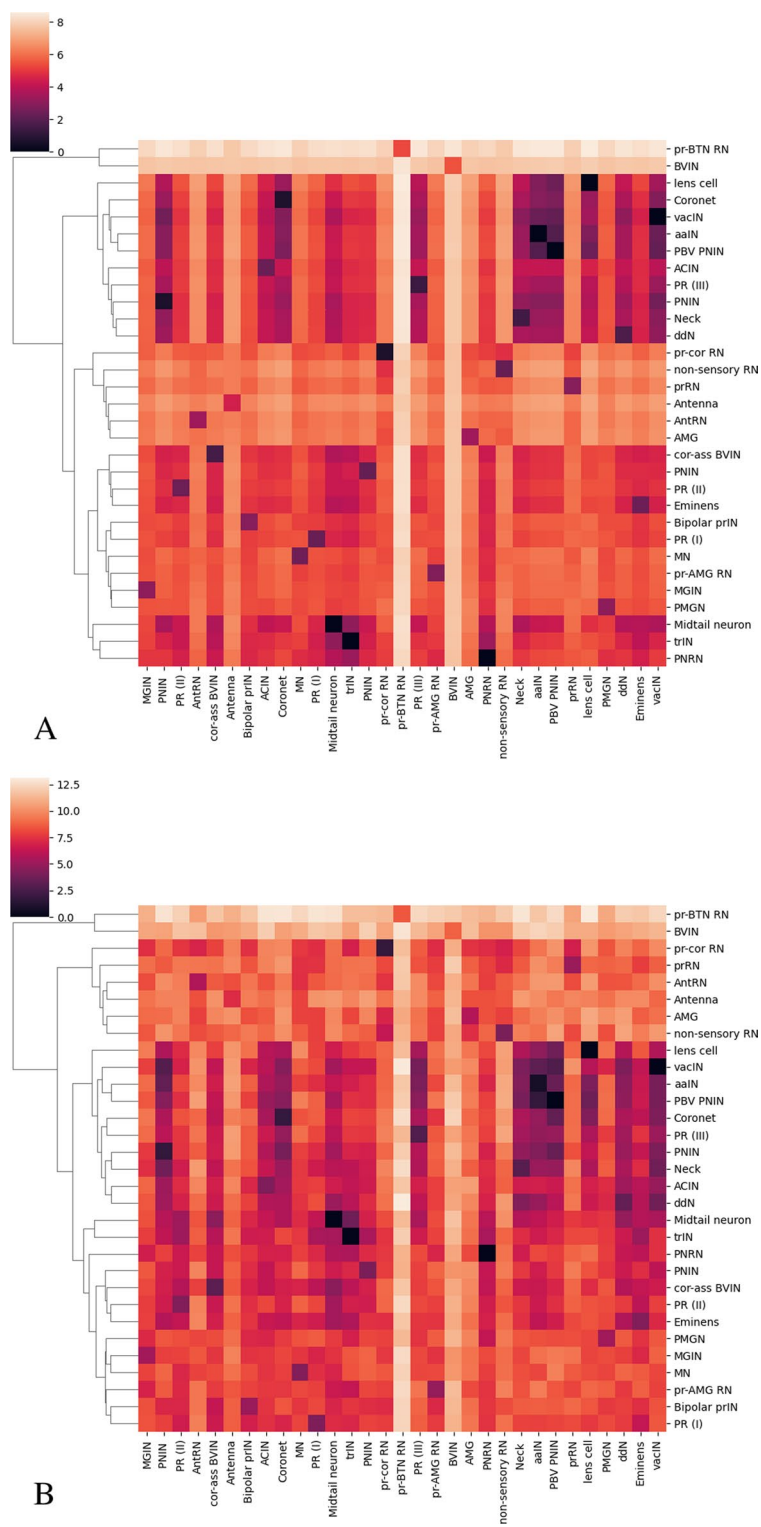 8
6
4
2
0
pr-BTN RN
BVIN
lens cell
Coronet
vacIN
aaIN
PBV PNIN
ACIN
PR (III)
PNIN
Neck
ddN
pr-cor RN
non-sensory RN
prRN
Antenna
AntRN
AMG
cor-ass BVIN
PNIN
PR (II)
Eminens
Bipolar prIN
PR (I)
MN
pr-AMG RN
MGIN
PMGN
Midtail neuron
trIN
PNRN
MGIN
PNIN
PR (II)
AntRN
cor-ass BVIN
Antenna
Bipolar prIN
ACIN
Coronet
MN
PR (I)
Midtail neuron
trIN
PNIN
pr-cor RN
pr-BTN RN
PR (III)
pr-AMG RN
BVIN
AMG
PNRN
non-sensory RN
Neck
aaIN
PBV PNIN
prRN
lens cell
PMGN
ddN
Eminens
vacIN
A
12.5
10.0
7.5
5.0
2.5
0.0
pr-BTN RN
BVIN
pr-cor RN
prRN
AntRN
Antenna
AMG
non-sensory RN
lens cell
vacIN
aaIN
PBV PNIN
Coronet
PR (III)
PNIN
Neck
ACIN
ddN
Midtail neuron
trIN
PNRN
PNIN
cor-ass BVIN
PR (II)
Eminens
PMGN
MGIN
MN
pr-AMG RN
Bipolar prIN
PR (I)
MGIN
PNIN
PR (II)
AntRN
cor-ass BVIN
Antenna
Bipolar prIN
ACIN
Coronet
MN
PR (I)
Midtail neuron
trIN
PNIN
pr-cor RN
pr-BTN RN
PR (III)
pr-AMG RN
BVIN
AMG
PNRN
non-sensory RN
Neck
aaIN
PBV PNIN
prRN
lens cell
PMGN
ddN
Eminens
vacIN
B